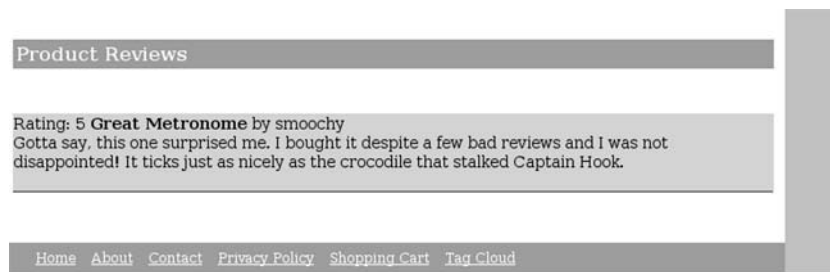 Product Reviews
Rating: 5 Great Metronome by smoochy
Gotta say, this one surprised me. I bought it despite a few bad reviews and I was not
disappointed! It ticks just as nicely as the crocodile that stalked Captain Hook.
Home About Contact Privacy Policy Shopping Cart Tag Cloud